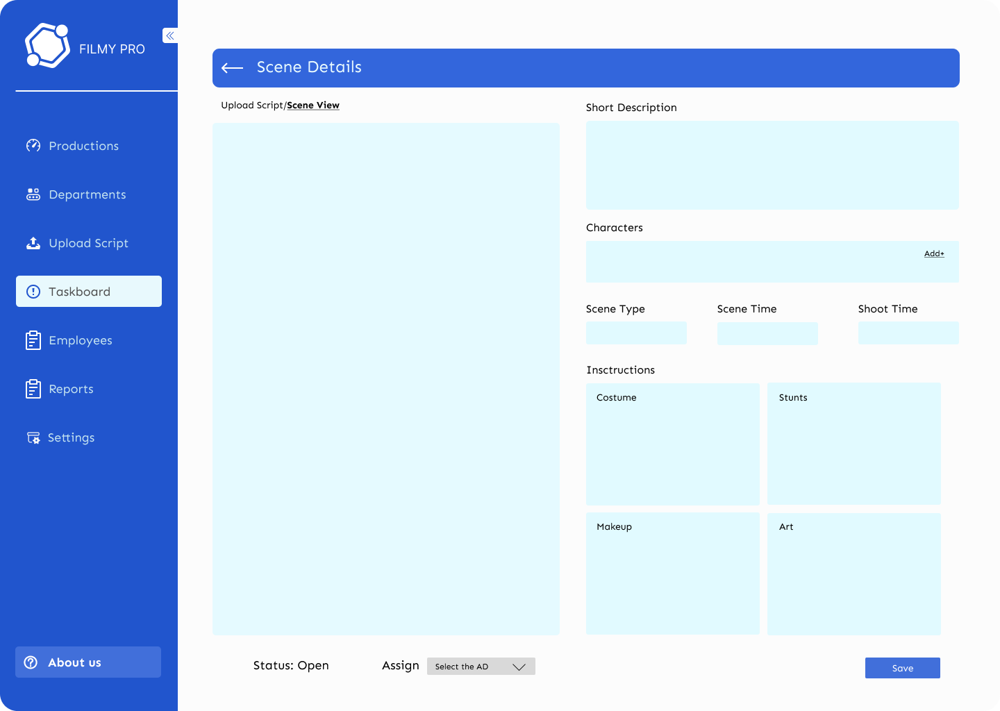 FILMY PRO
Productions
Departments
Upload Script
Taskboard
Employees
Reports
Settings
About us
Scene Details
Upload Script/Scene View
Short Description
Characters
Add+
Scene Type
Scene Time
Shoot Time
Insctructions
Costume
Stunts
Makeup
Art
Status: Open
Assign
Select the AD
Save